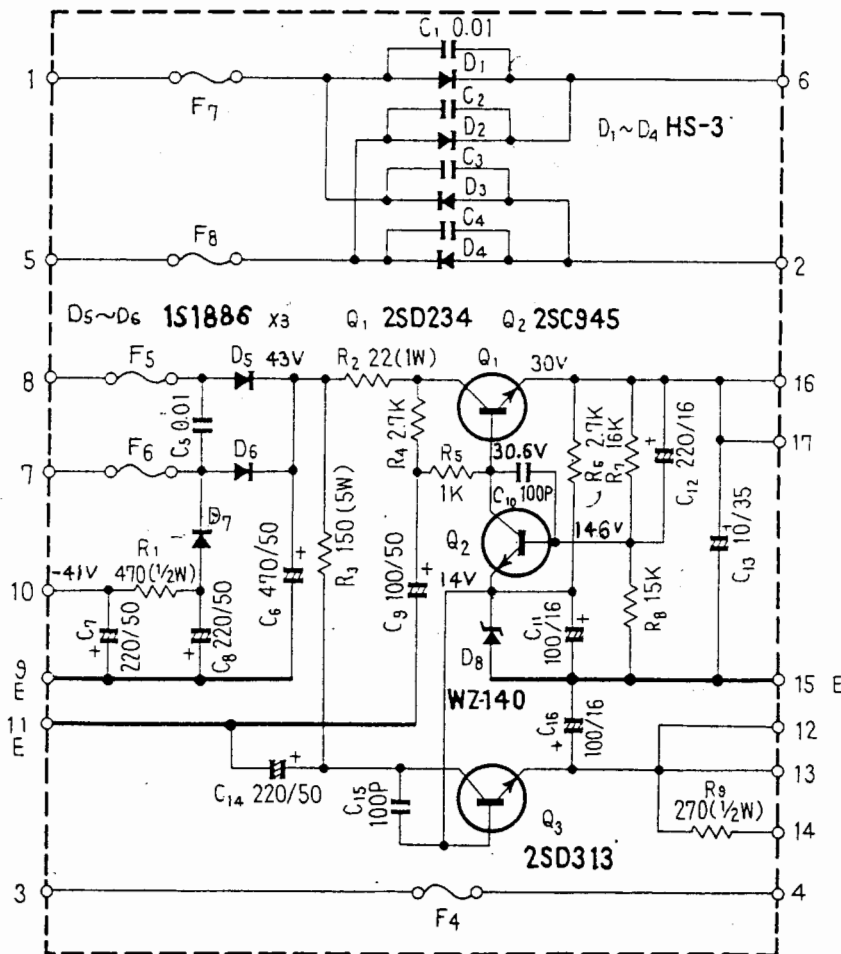 C₁ 0.01
1
F₇
D₁
6
C₂
D₂
D₁~D₄ HS-3
C₃
D₃
C₄
F₈
D₄
5
2
D₅~D₆ 1S1886 x3 Q₁ 2SD234 Q₂ 2SC945
8
F₅
D₅
43V
R₂ 22(1W)
Q₁
30V
16
C₅ 0.01
R₄ 2.7K
R₆ 2.7K
R₇ 16K
C₁₂ 220/16
+
17
7
F₆
D₆
R₅
1K
30.6V
C₁₀ 100P
D₇
R₃ 150(5W)
Q₂
14.6V
C₁₃ 10/35
+
10
-41V
R₁
470(½W)
C₆ 470/50
+
C₉ 100/50
+
14V
R₈ 15K
C₇
220/50
+
C₈ 220/50
+
D₈
WZ-140
C₁₁
100/16
+
9
E
15 E
11
E
C₁₆
100/16
+
12
C₁₄ 220/50
+
C₁₅
100P
13
Q₃
2SD313
R₉
270(½W)
14
3
F₄
4